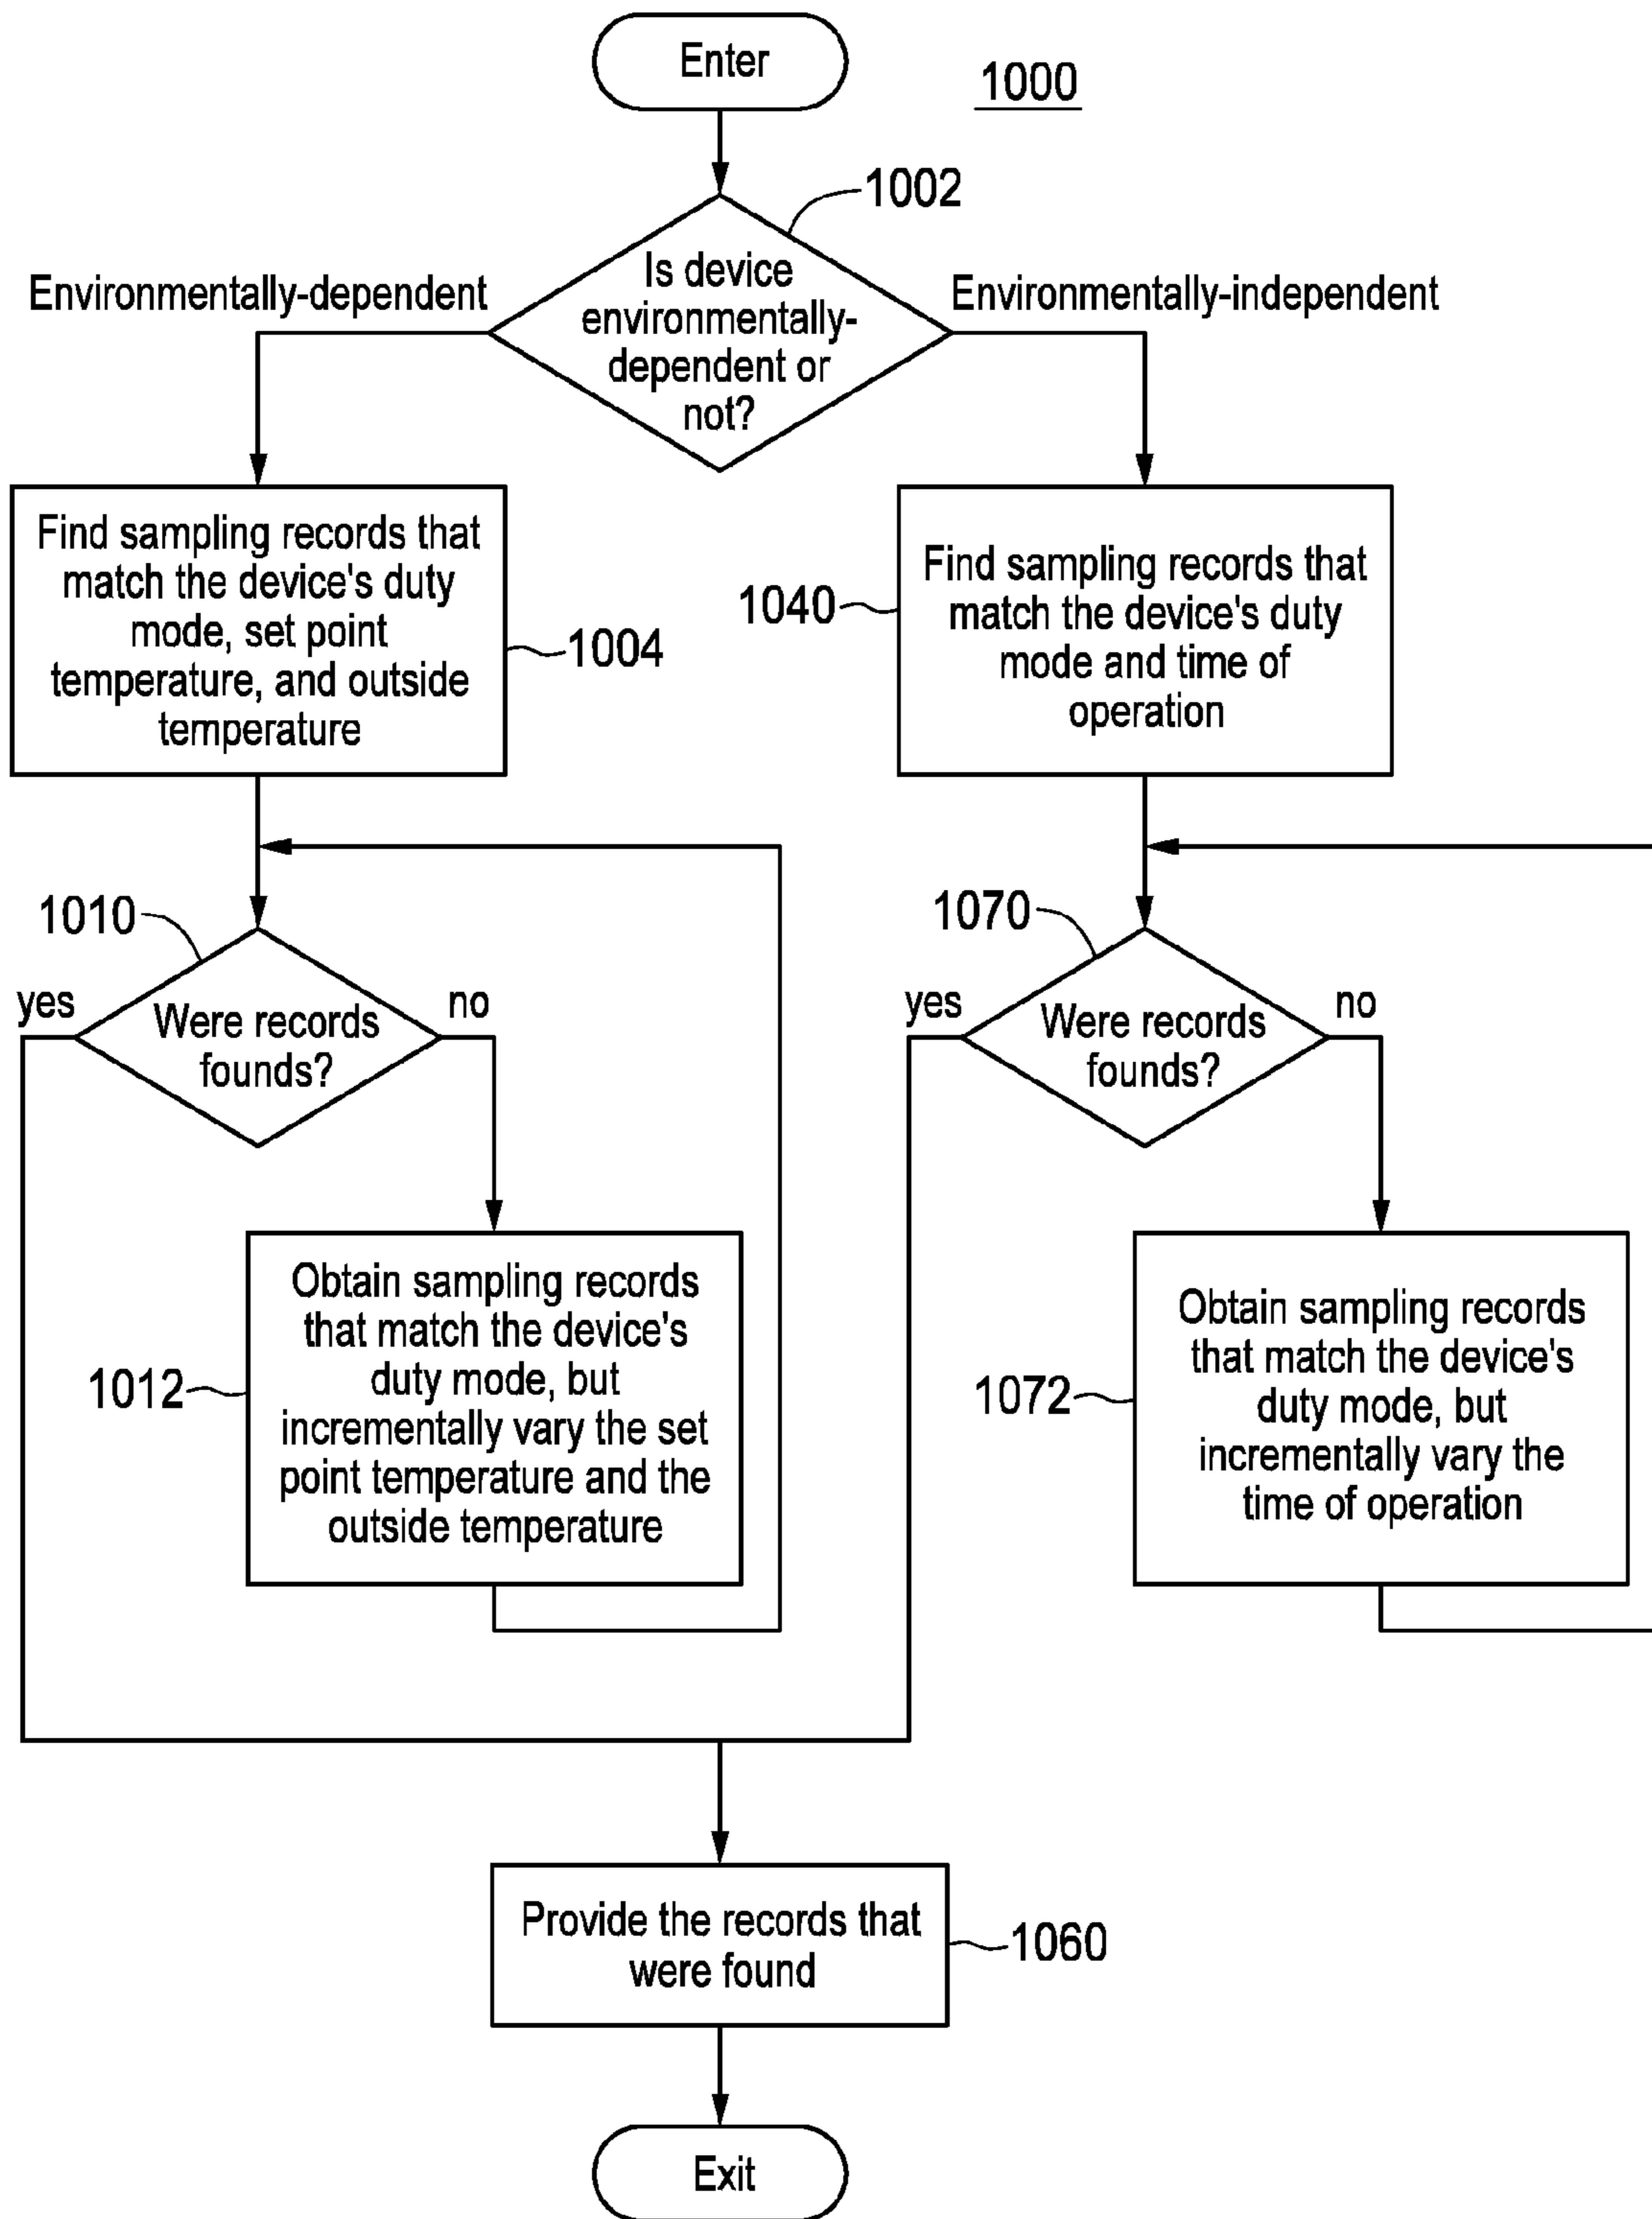 Enter
1000
1002
Is device
environmentally-
dependent or
not?
Environmentally-dependent
Environmentally-independent
Find sampling records that
match the device's duty
mode, set point
temperature, and outside
temperature
1004
1040
Find sampling records that
match the device's duty
mode and time of
operation
1010
yes
Were records
founds?
no
1070
yes
Were records
founds?
no
1012
Obtain sampling records
that match the device's
duty mode, but
incrementally vary the set
point temperature and the
outside temperature
1072
Obtain sampling records
that match the device's
duty mode, but
incrementally vary the
time of operation
Provide the records that
were found
1060
Exit